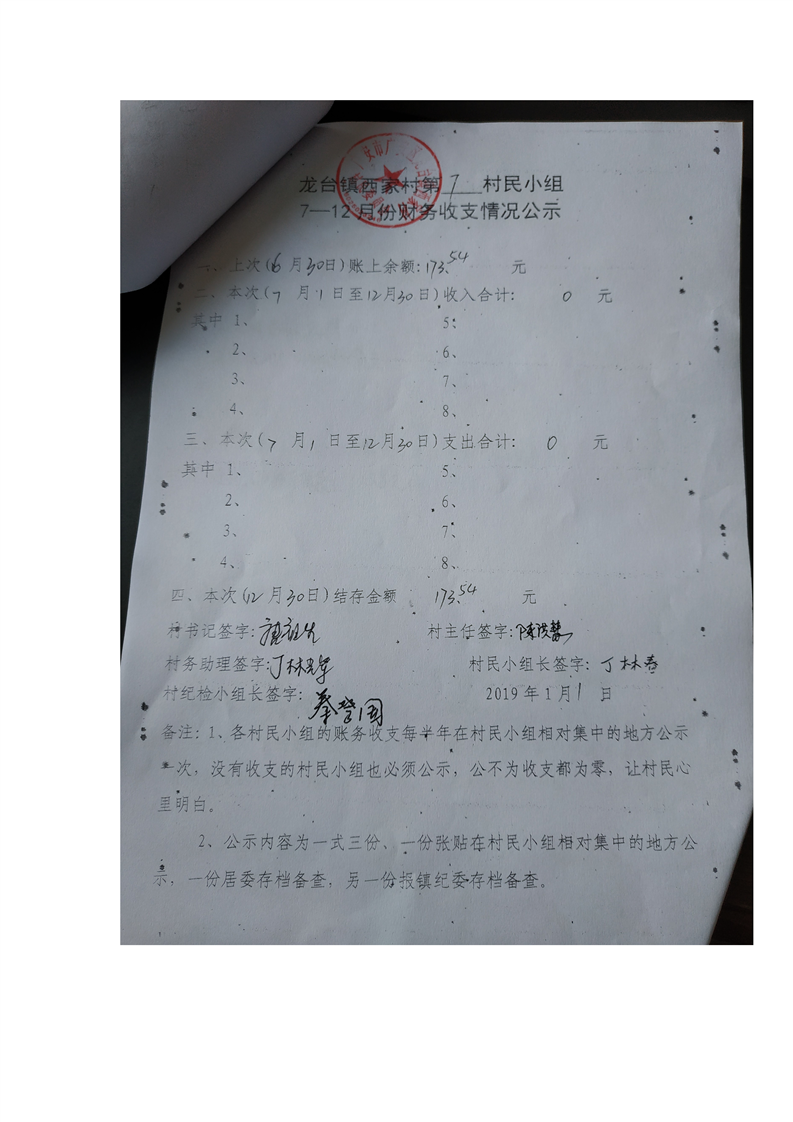 龙台镇西家村第7村民小组
7—12月份财务收支情况公示
一、上次(6月30日)账上余额:173.54 元
二、本次(7月1日至12月30日)收入合计: 0 元
其中 1、 5、
2、 6、
3、 7、
4、 8、
三、本次(7月1日至12月30日)支出合计: 0 元
其中 1、 5、
2、 6、
3、 7、
4、 8、
四、本次(12月30日)结存金额 173.54 元
村书记签字: 村主任签字:
村务助理签字:丁林 村民小组长签字:丁林春
村纪检小组长签字:秦登国 2019年1月1日
备注:1、各村民小组的账务收支每半年在村民小组相对集中的地方公示
一次,没有收支的村民小组也必须公示,公不为收支都为零,让村民心
里明白。
2、公示内容为一式三份、一份张贴在村民小组相对集中的地方公
示,一份居委存档备查,另一份报镇纪委存档备查。